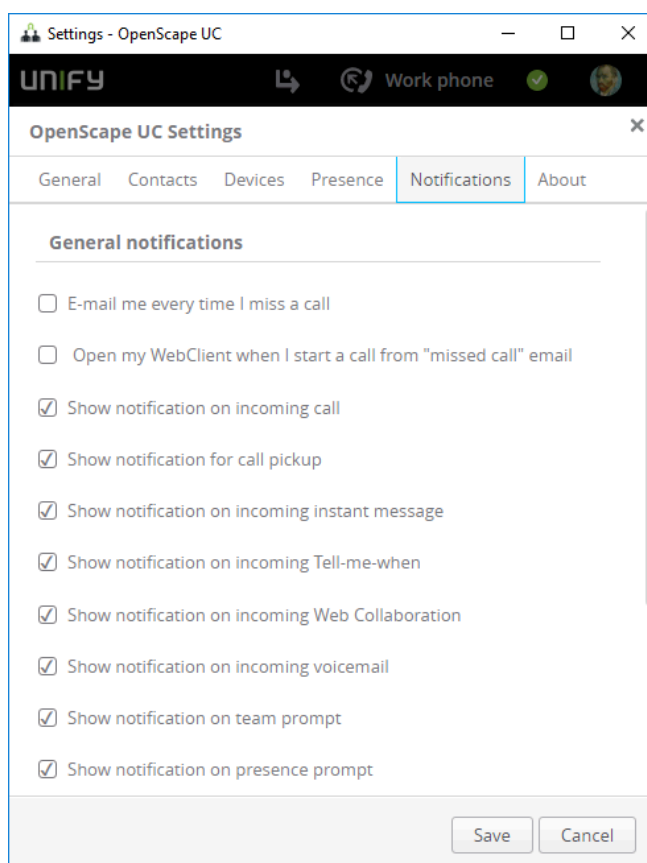 Settings - OpenScape UC
UNIFY
Work phone
OpenScape UC Settings
General Contacts Devices Presence Notifications About
General notifications
E-mail me every time I miss a call
Open my WebClient when I start a call from "missed call" email
Show notification on incoming call
Show notification for call pickup
Show notification on incoming instant message
Show notification on incoming Tell-me-when
Show notification on incoming Web Collaboration
Show notification on incoming voicemail
Show notification on team prompt
Show notification on presence prompt
Save Cancel